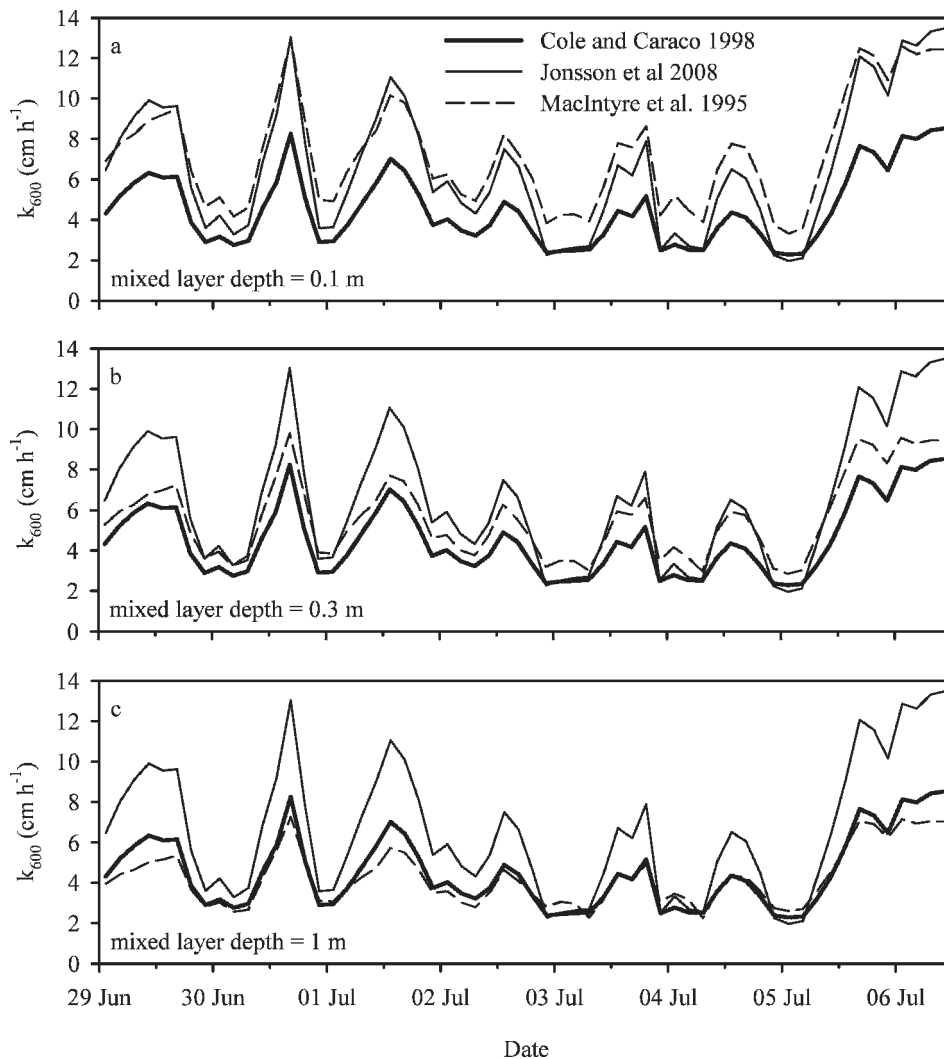 a
Cole and Caraco 1998
Jonsson et al 2008
MacIntyre et al. 1995
14
12
10
8
6
4
2
0
k600 (cm h-1)
mixed layer depth = 0.1 m
b
14
12
10
8
6
4
2
0
k600 (cm h-1)
mixed layer depth = 0.3 m
c
14
12
10
8
6
4
2
0
k600 (cm h-1)
mixed layer depth = 1 m
29 Jun 30 Jun 01 Jul 02 Jul 03 Jul 04 Jul 05 Jul 06 Jul
Date